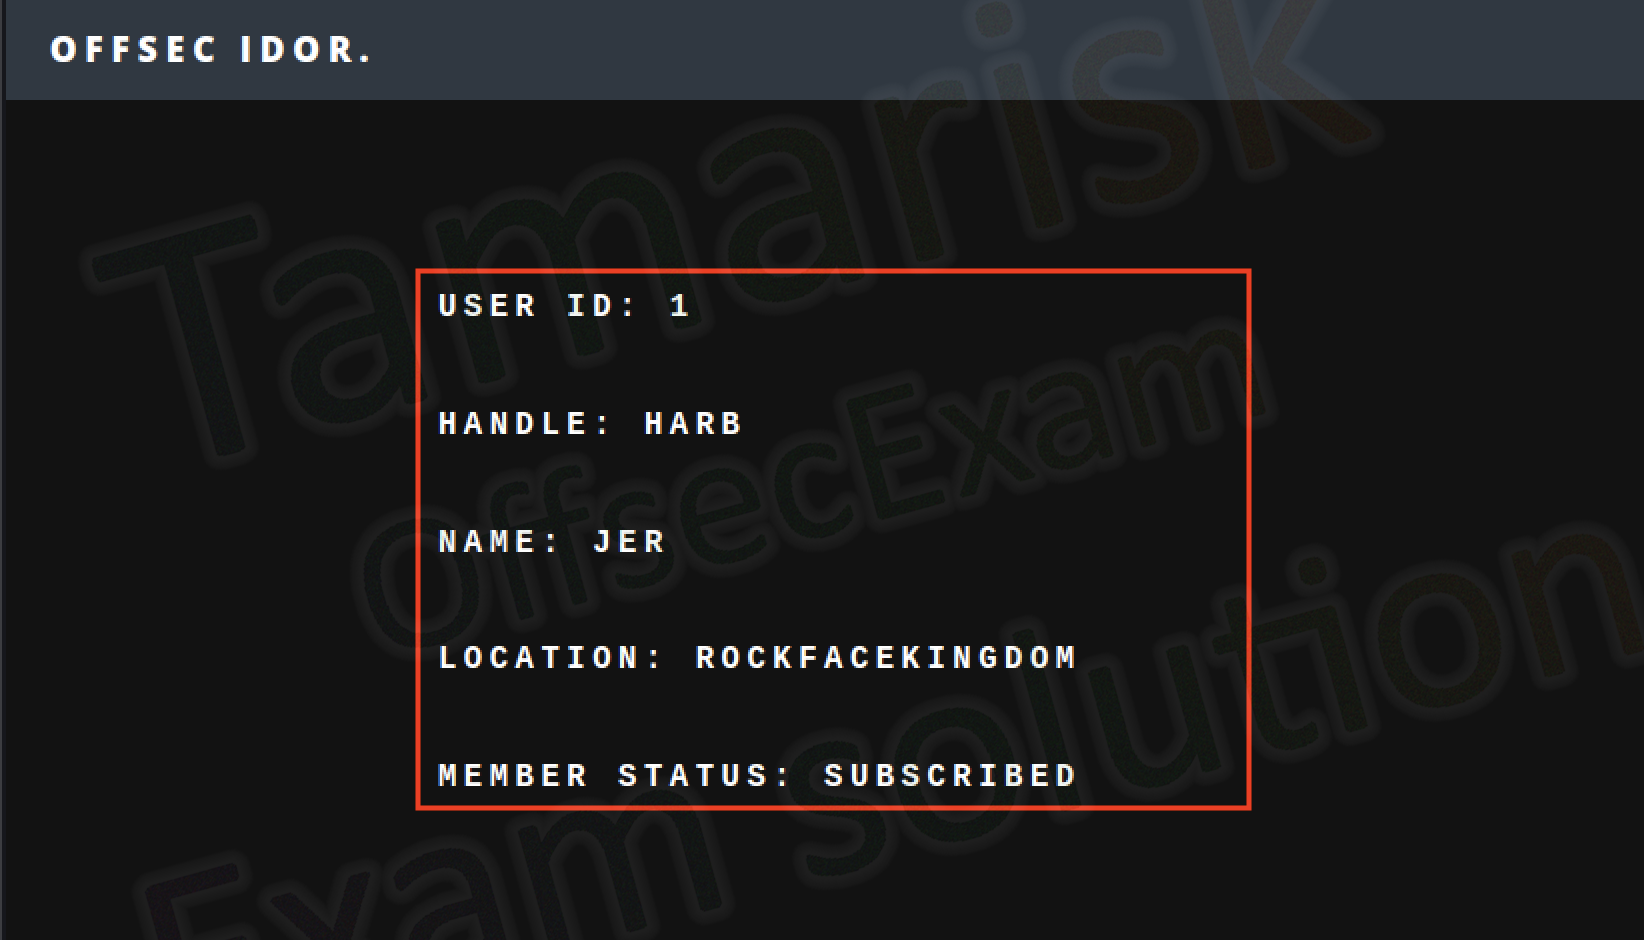 OFFSEC IDOR.
Tamarisk
USER ID: 1
HANDLE: HARB
OffsecExam
NAME: JER
LOCATION: ROCKFACEKINGDOM
MEMBER STATUS: SUBSCRIBED
Exam solution